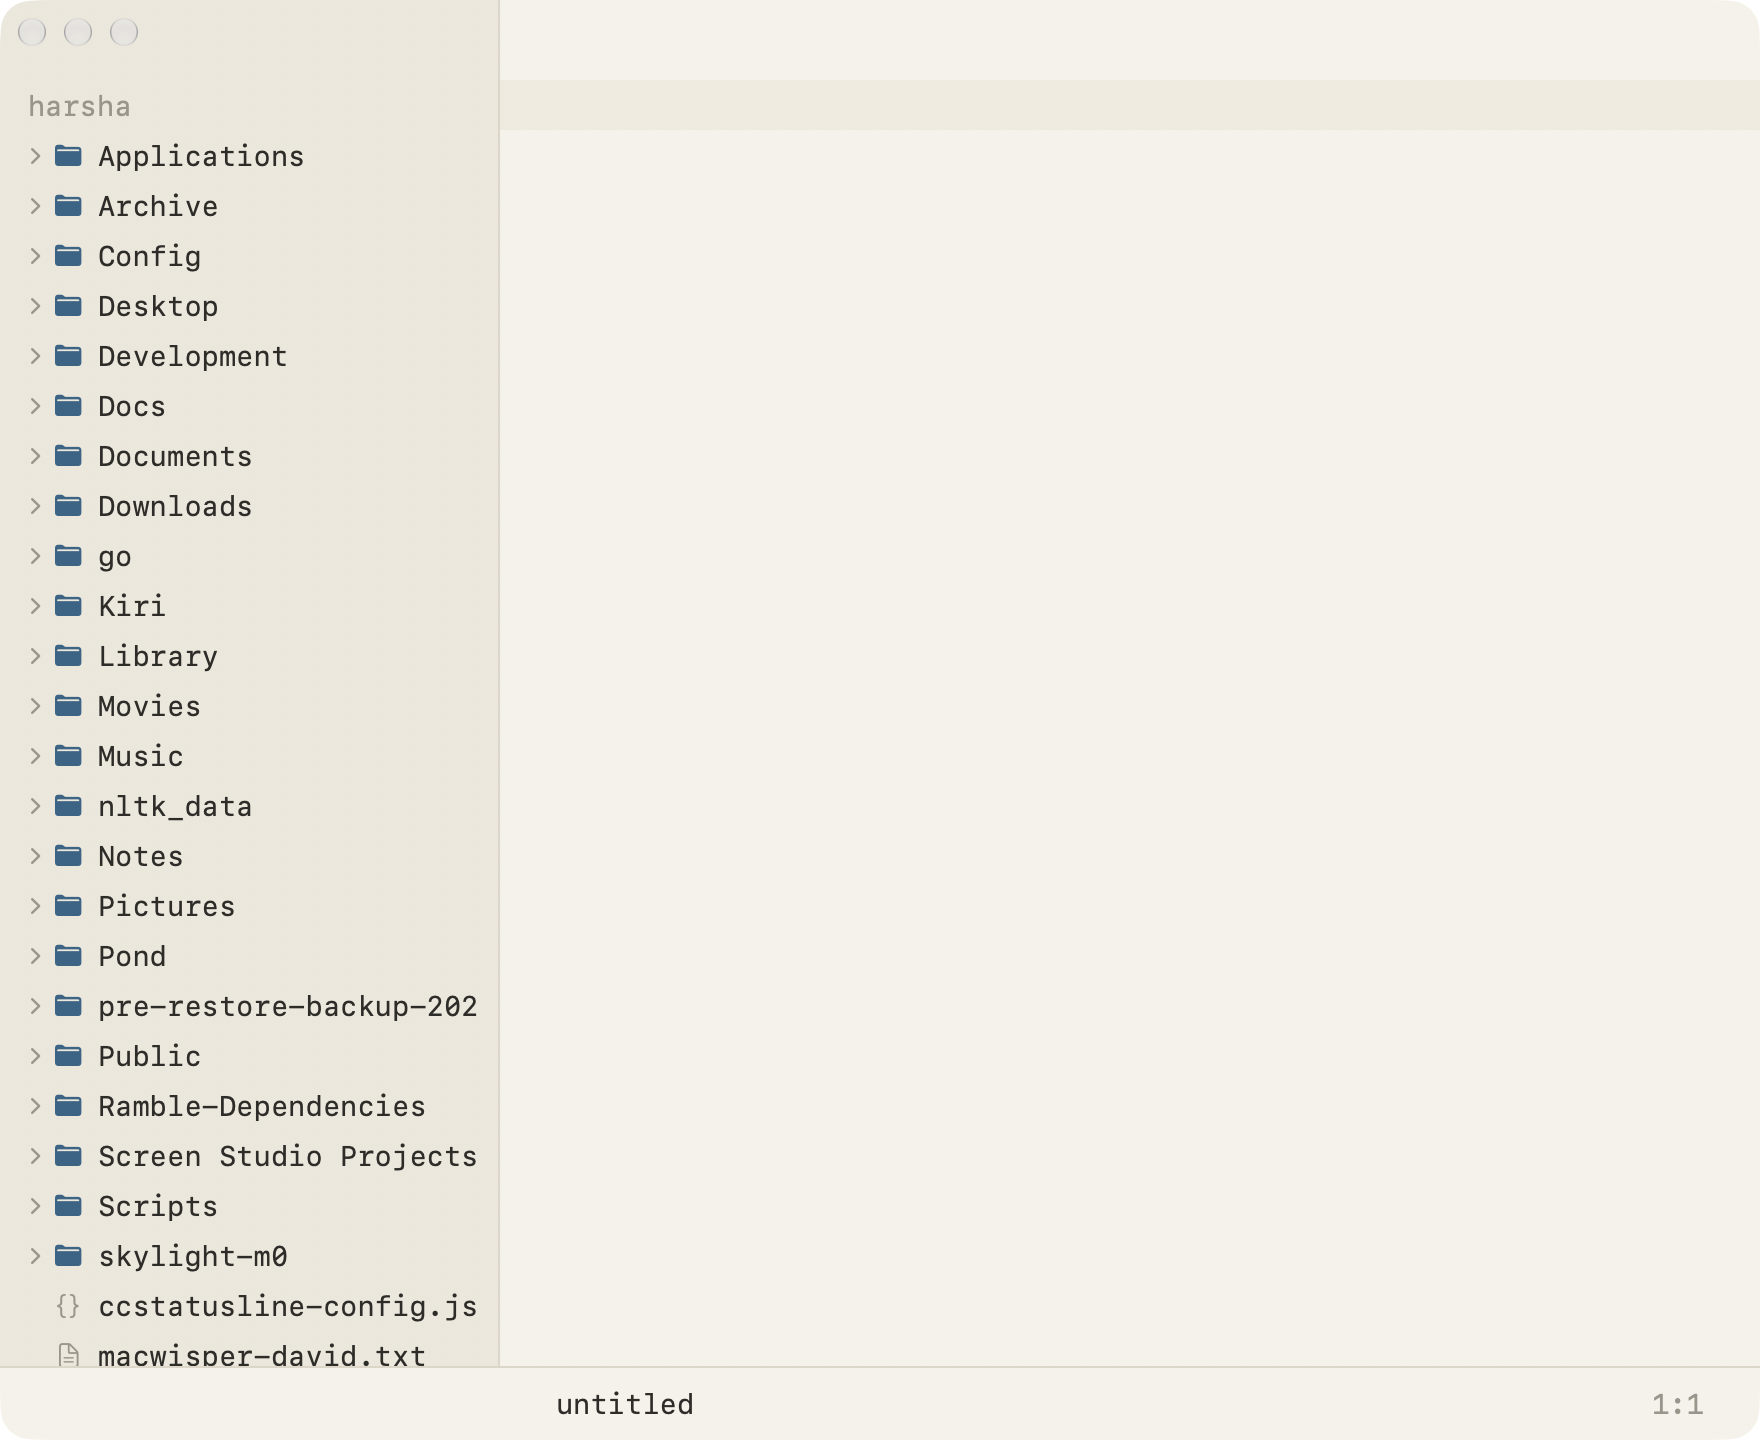 harsha
Applications
Archive
Config
Desktop
Development
Docs
Documents
Downloads
go
Kiri
Library
Movies
Music
nltk_data
Notes
Pictures
Pond
pre-restore-backup-202
Public
Ramble-Dependencies
Screen Studio Projects
Scripts
skylight-m0
{} ccstatusline-config.js
macwisper-david.txt
untitled
1:1